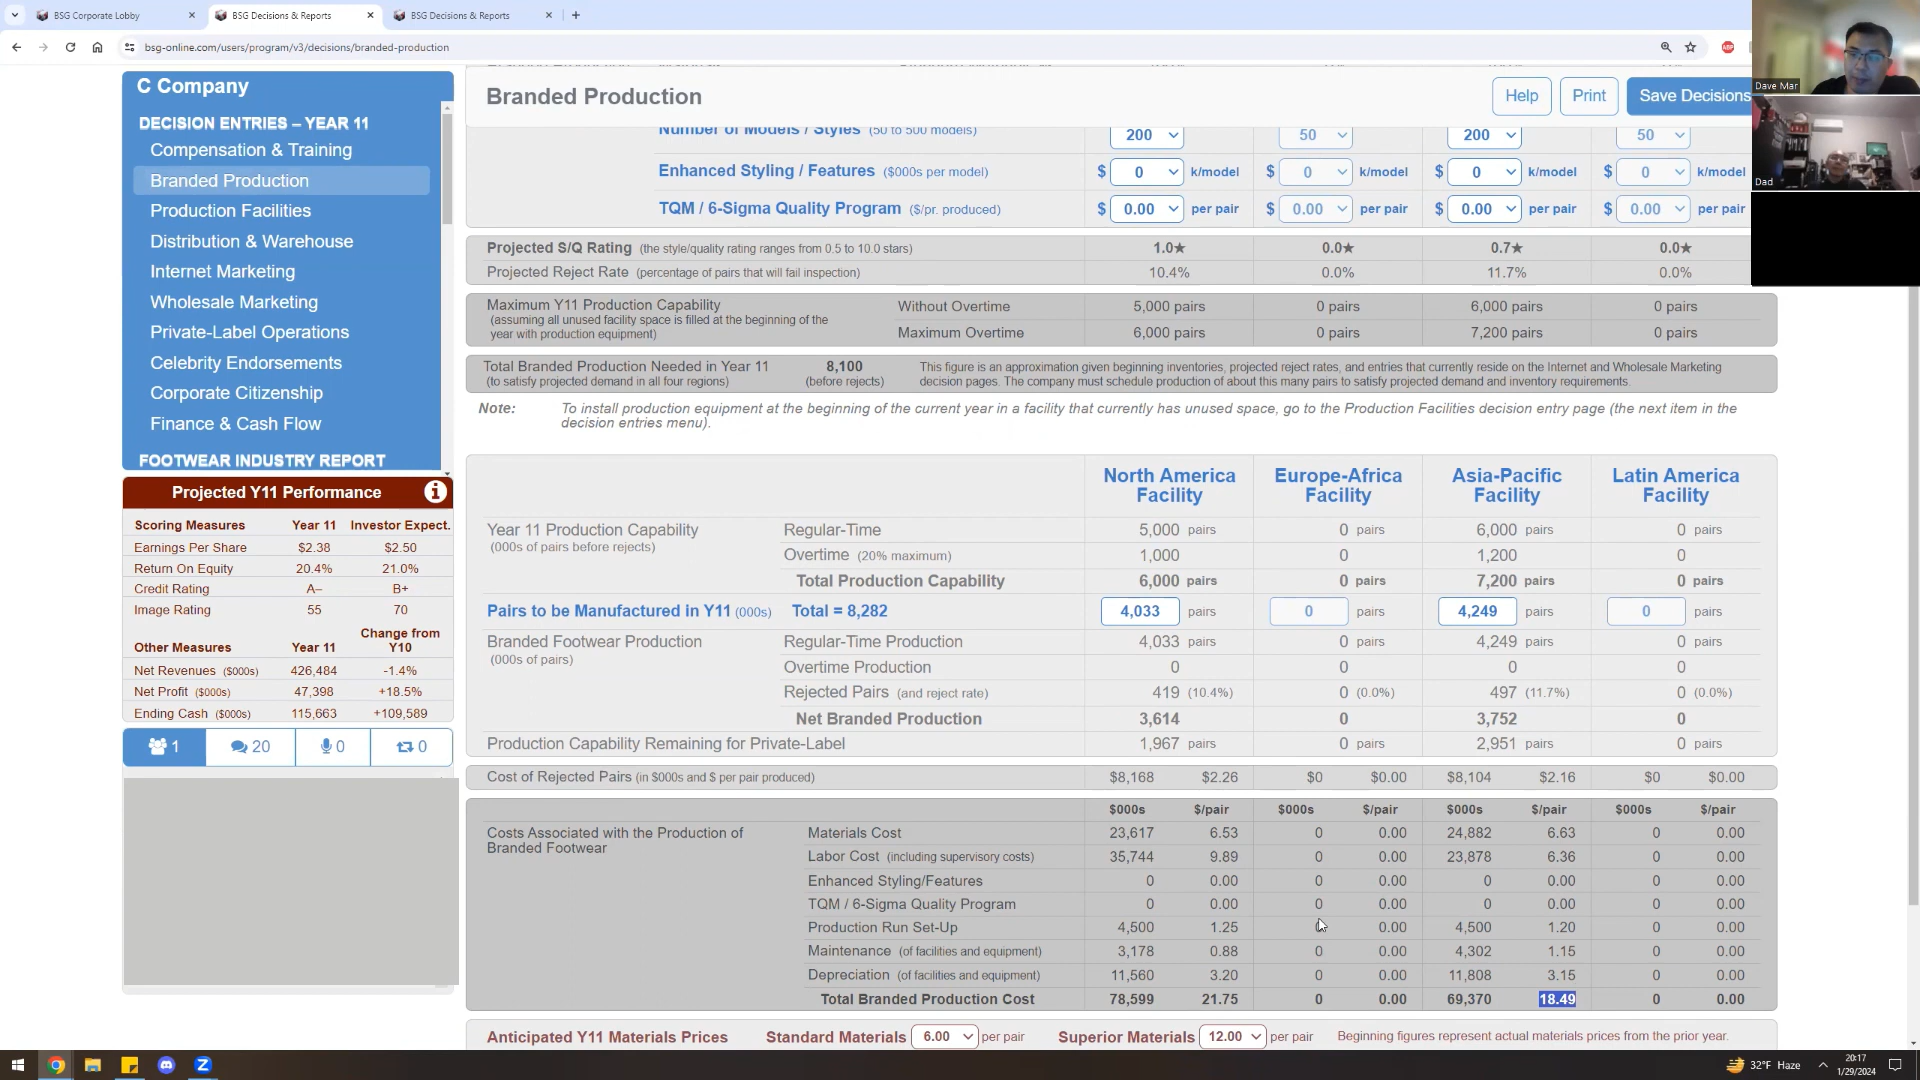 BSG Corporate Lobby
BSG Decisions & Reports
BSG Decisions & Reports
bsg-online.com/users/program/v3/decisions/branded-production
ABP
Dave Mar
Dad
C Company
DECISION ENTRIES – YEAR 11
Compensation & Training
Branded Production
Production Facilities
Distribution & Warehouse
Internet Marketing
Wholesale Marketing
Private-Label Operations
Celebrity Endorsements
Corporate Citizenship
Finance & Cash Flow
FOOTWEAR INDUSTRY REPORT
Projected Y11 Performance
Scoring Measures Year 11 Investor Expect.
Earnings Per Share $2.38 $2.50
Return On Equity 20.4% 21.0%
Credit Rating A– B+
Image Rating 55 70
Other Measures Year 11 Change from Y10
Net Revenues ($000s) 426,484 -1.4%
Net Profit ($000s) 47,398 +18.5%
Ending Cash ($000s) 115,663 +109,589
1 20 0 0
Branded Production
Help Print Save Decisions
Number of Models / Styles (50 to 500 models) 200 50 200 50
Enhanced Styling / Features ($000s per model) $ 0 k/model $ 0 k/model $ 0 k/model $ 0 k/model
TQM / 6-Sigma Quality Program ($/pr. produced) $ 0.00 per pair $ 0.00 per pair $ 0.00 per pair $ 0.00 per pair
Projected S/Q Rating (the style/quality rating ranges from 0.5 to 10.0 stars) 1.0★ 0.0★ 0.7★ 0.0★
Projected Reject Rate (percentage of pairs that will fail inspection) 10.4% 0.0% 11.7% 0.0%
Maximum Y11 Production Capability Without Overtime 5,000 pairs 0 pairs 6,000 pairs 0 pairs
(assuming all unused facility space is filled at the beginning of the
year with production equipment) Maximum Overtime 6,000 pairs 0 pairs 7,200 pairs 0 pairs
Total Branded Production Needed in Year 11 8,100 This figure is an approximation given beginning inventories, projected reject rates, and entries that currently reside on the Internet and Wholesale Marketing
(to satisfy projected demand in all four regions) (before rejects) decision pages. The company must schedule production of about this many pairs to satisfy projected demand and inventory requirements.
Note: To install production equipment at the beginning of the current year in a facility that currently has unused space, go to the Production Facilities decision entry page (the next item in the
decision entries menu).
North America Europe-Africa Asia-Pacific Latin America
Facility Facility Facility Facility
Year 11 Production Capability Regular-Time 5,000 pairs 0 pairs 6,000 pairs 0 pairs
(000s of pairs before rejects) Overtime (20% maximum) 1,000 0 1,200 0
Total Production Capability 6,000 pairs 0 pairs 7,200 pairs 0 pairs
Pairs to be Manufactured in Y11 (000s) Total = 8,282 4,033 pairs 0 pairs 4,249 pairs 0 pairs
Branded Footwear Production Regular-Time Production 4,033 pairs 0 pairs 4,249 pairs 0 pairs
(000s of pairs) Overtime Production 0 0 0 0
Rejected Pairs (and reject rate) 419 (10.4%) 0 (0.0%) 497 (11.7%) 0 (0.0%)
Net Branded Production 3,614 0 3,752 0
Production Capability Remaining for Private-Label 1,967 pairs 0 pairs 2,951 pairs 0 pairs
Cost of Rejected Pairs (in $000s and $ per pair produced) $8,168 $2.26 $0 $0.00 $8,104 $2.16 $0 $0.00
$000s $/pair $000s $/pair $000s $/pair $000s $/pair
Costs Associated with the Production of Materials Cost 23,617 6.53 0 0.00 24,882 6.63 0 0.00
Branded Footwear Labor Cost (including supervisory costs) 35,744 9.89 0 0.00 23,878 6.36 0 0.00
Enhanced Styling/Features 0 0.00 0 0.00 0 0.00 0 0.00
TQM / 6-Sigma Quality Program 0 0.00 0 0.00 0 0.00 0 0.00
Production Run Set-Up 4,500 1.25 0 0.00 4,500 1.20 0 0.00
Maintenance (of facilities and equipment) 3,178 0.88 0 0.00 4,302 1.15 0 0.00
Depreciation (of facilities and equipment) 11,560 3.20 0 0.00 11,808 3.15 0 0.00
Total Branded Production Cost 78,599 21.75 0 0.00 69,370 18.49 0 0.00
Anticipated Y11 Materials Prices Standard Materials 6.00 per pair Superior Materials 12.00 per pair Beginning figures represent actual materials prices from the prior year.
32°F Haze
20:17
1/29/2024